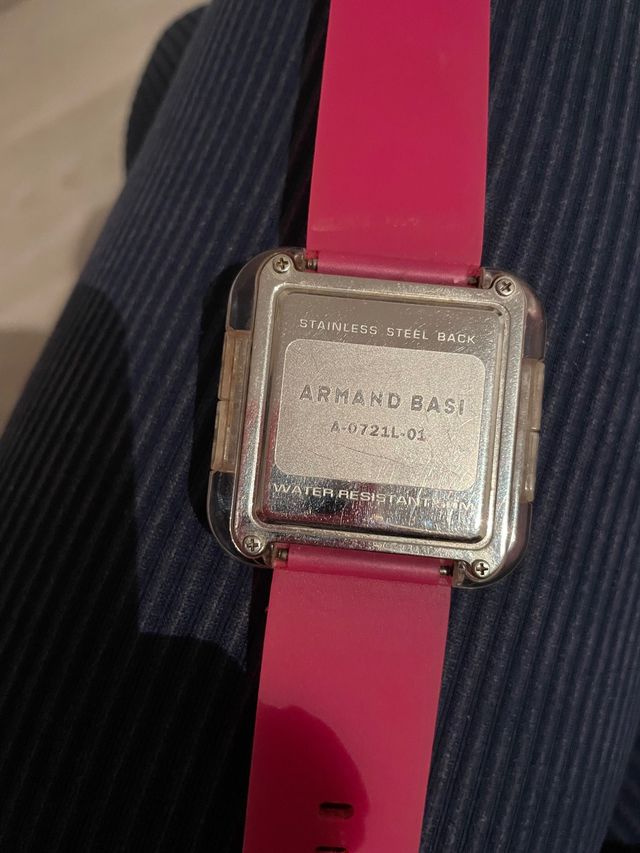 STAINLESS STEEL BACK
ARMAND BASI
A-0721L-01
WATER RESISTANT